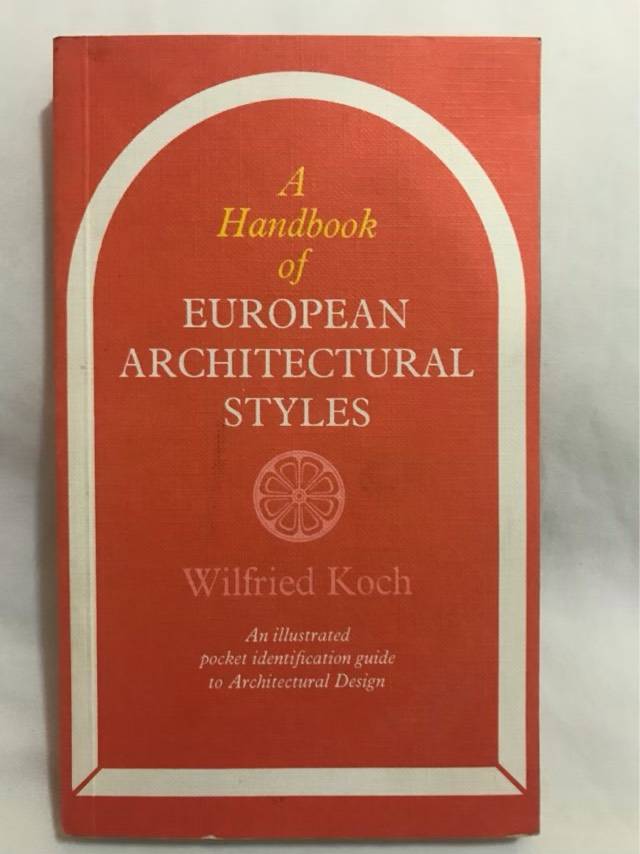 A
Handbook
of
EUROPEAN
ARCHITECTURAL
STYLES
Wilfried Koch
An illustrated
pocket identification guide
to Architectural Design